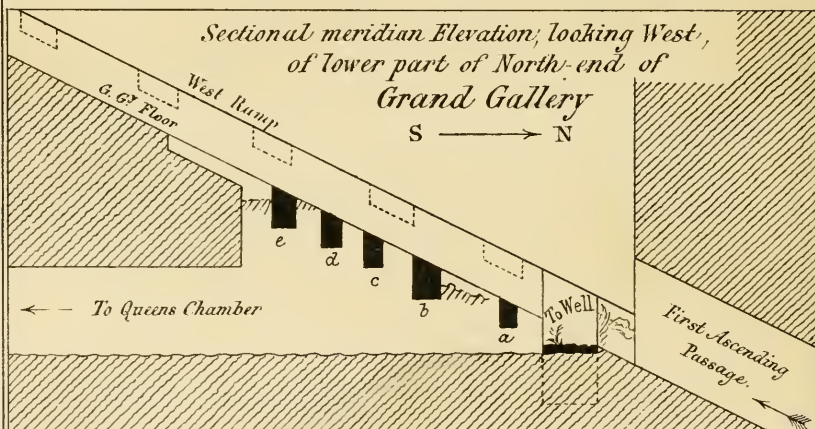 Sectional meridian Elevation, looking West,
of lower part of North-end of
Grand Gallery
S N
West Ramp
G. Gy Floor
e
d
c
b
a
To Queens Chamber
To Well
First Ascending
Passage.